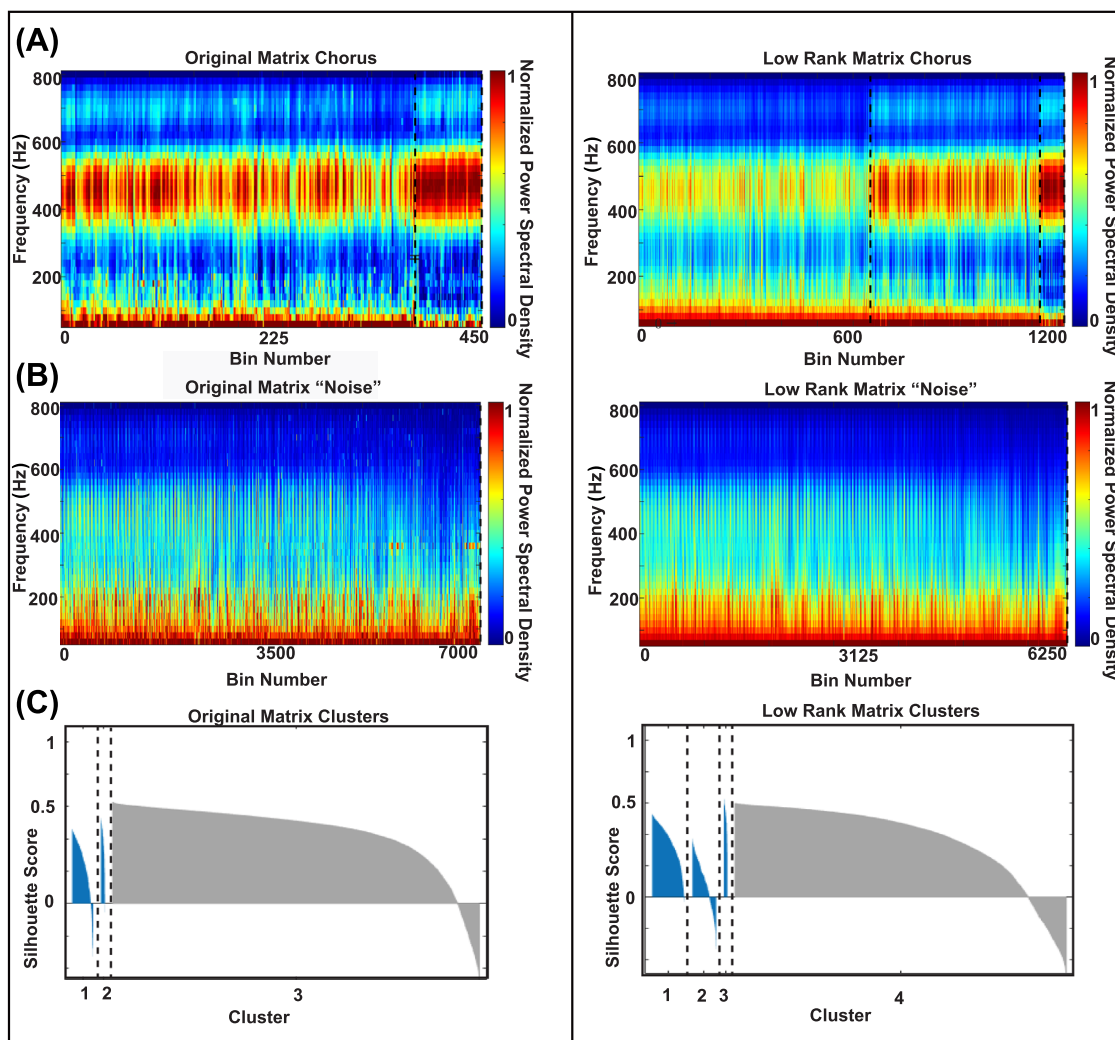 (A)
Original Matrix Chorus
800
600
400
200
Frequency (Hz)
0
225
450
Bin Number
1
0
Normalized Power Spectral Density
Low Rank Matrix Chorus
800
600
400
200
Frequency (Hz)
0
600
1200
Bin Number
1
0
Normalized Power Spectral Density
(B)
Original Matrix “Noise”
800
600
400
200
Frequency (Hz)
0
3500
7000
Bin Number
1
0
Normalized Power Spectral Density
Low Rank Matrix “Noise”
800
600
400
200
Frequency (Hz)
0
3125
6250
Bin Number
1
0
Normalized Power Spectral Density
(C)
Original Matrix Clusters
1
0.5
0
Silhouette Score
1
2
3
Cluster
Low Rank Matrix Clusters
1
0.5
0
Silhouette Score
1
2
3
4
Cluster